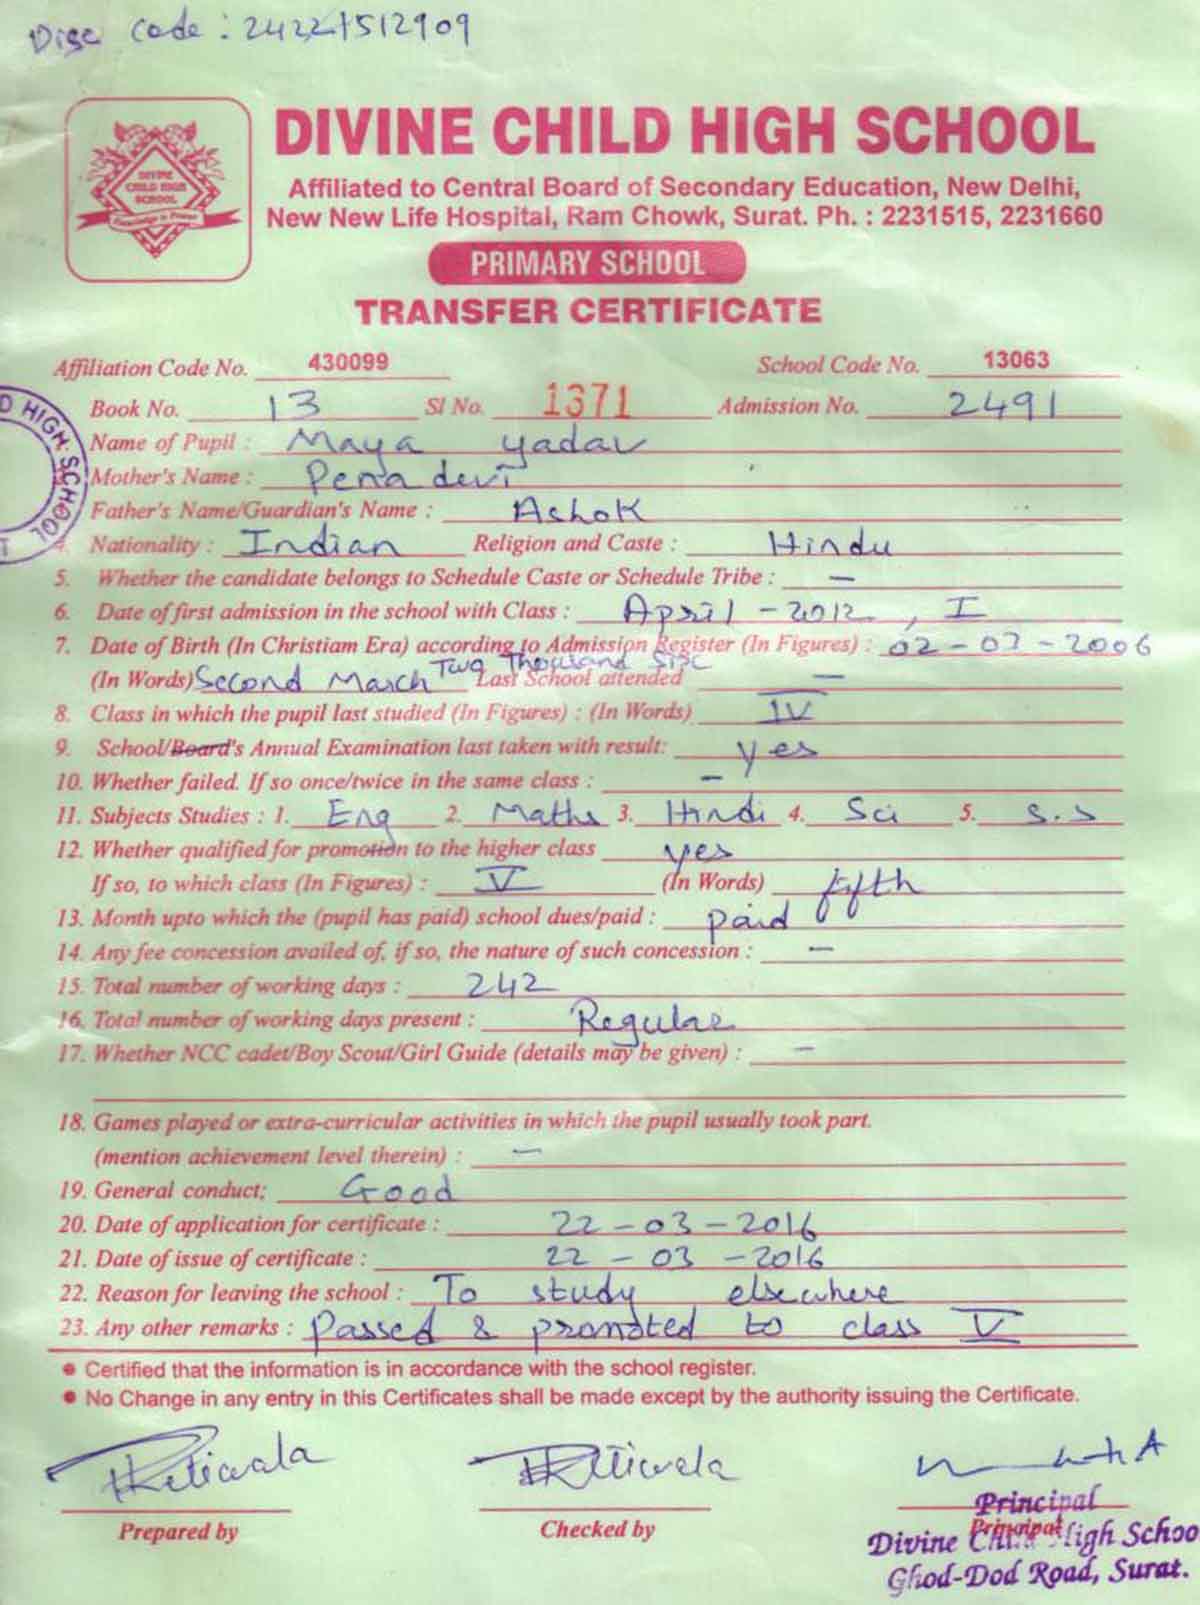 Disc Code : 24221512909
DIVINE CHILD HIGH SCHOOL
DIVINE
CHILD HIGH
SCHOOL
Affiliated to Central Board of Secondary Education, New Delhi,
New New Life Hospital, Ram Chowk, Surat. Ph. : 2231515, 2231660
PRIMARY SCHOOL
TRANSFER CERTIFICATE
Affiliation Code No. 430099 School Code No. 13063
Book No. 13 Sl No. 1371 Admission No. 2491
D HIGH SCHOOL
Name of Pupil : Maya yadav
Mother's Name : Pema devi
Father's Name/Guardian's Name : Ashok
4. Nationality : Indian Religion and Caste : Hindu
5. Whether the candidate belongs to Schedule Caste or Schedule Tribe : —
6. Date of first admission in the school with Class : April - 2012, I
7. Date of Birth (In Christiam Era) according to Admission Register (In Figures) : 02-03-2006
(In Words) Second March Two Thousand Six Last School attended —
8. Class in which the pupil last studied (In Figures) : (In Words) IV
9. School/Board's Annual Examination last taken with result: yes
10. Whether failed. If so once/twice in the same class : —
11. Subjects Studies : 1. Eng 2. Maths 3. Hindi 4. Sci 5. S.S
12. Whether qualified for promotion to the higher class yes
If so, to which class (In Figures) : V (In Words) fifth
13. Month upto which the (pupil has paid) school dues/paid : paid
14. Any fee concession availed of, if so, the nature of such concession : —
15. Total number of working days : 242
16. Total number of working days present : Regular
17. Whether NCC cadet/Boy Scout/Girl Guide (details may be given) : —
18. Games played or extra-curricular activities in which the pupil usually took part.
(mention achievement level therein) : —
19. General conduct; Good
20. Date of application for certificate : 22-03-2016
21. Date of issue of certificate : 22-03-2016
22. Reason for leaving the school : To study elsewhere
23. Any other remarks : Passed & promoted to class V
• Certified that the information is in accordance with the school register.
• No Change in any entry in this Certificates shall be made except by the authority issuing the Certificate.
Prepared by Checked by Principal
Principal
Divine Child High Schoo
Ghod-Dod Road, Surat.